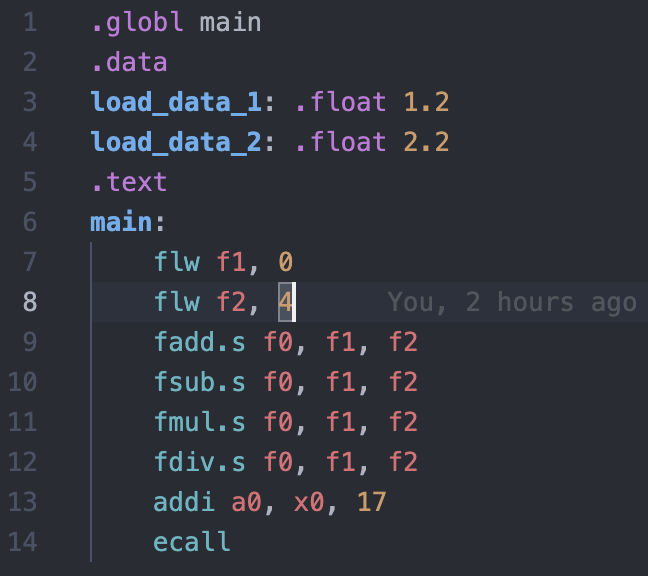 1 .globl main
2 .data
3 load_data_1: .float 1.2
4 load_data_2: .float 2.2
5 .text
6 main:
7 flw f1, 0
8 flw f2, 4 You, 2 hours ago
9 fadd.s f0, f1, f2
10 fsub.s f0, f1, f2
11 fmul.s f0, f1, f2
12 fdiv.s f0, f1, f2
13 addi a0, x0, 17
14 ecall